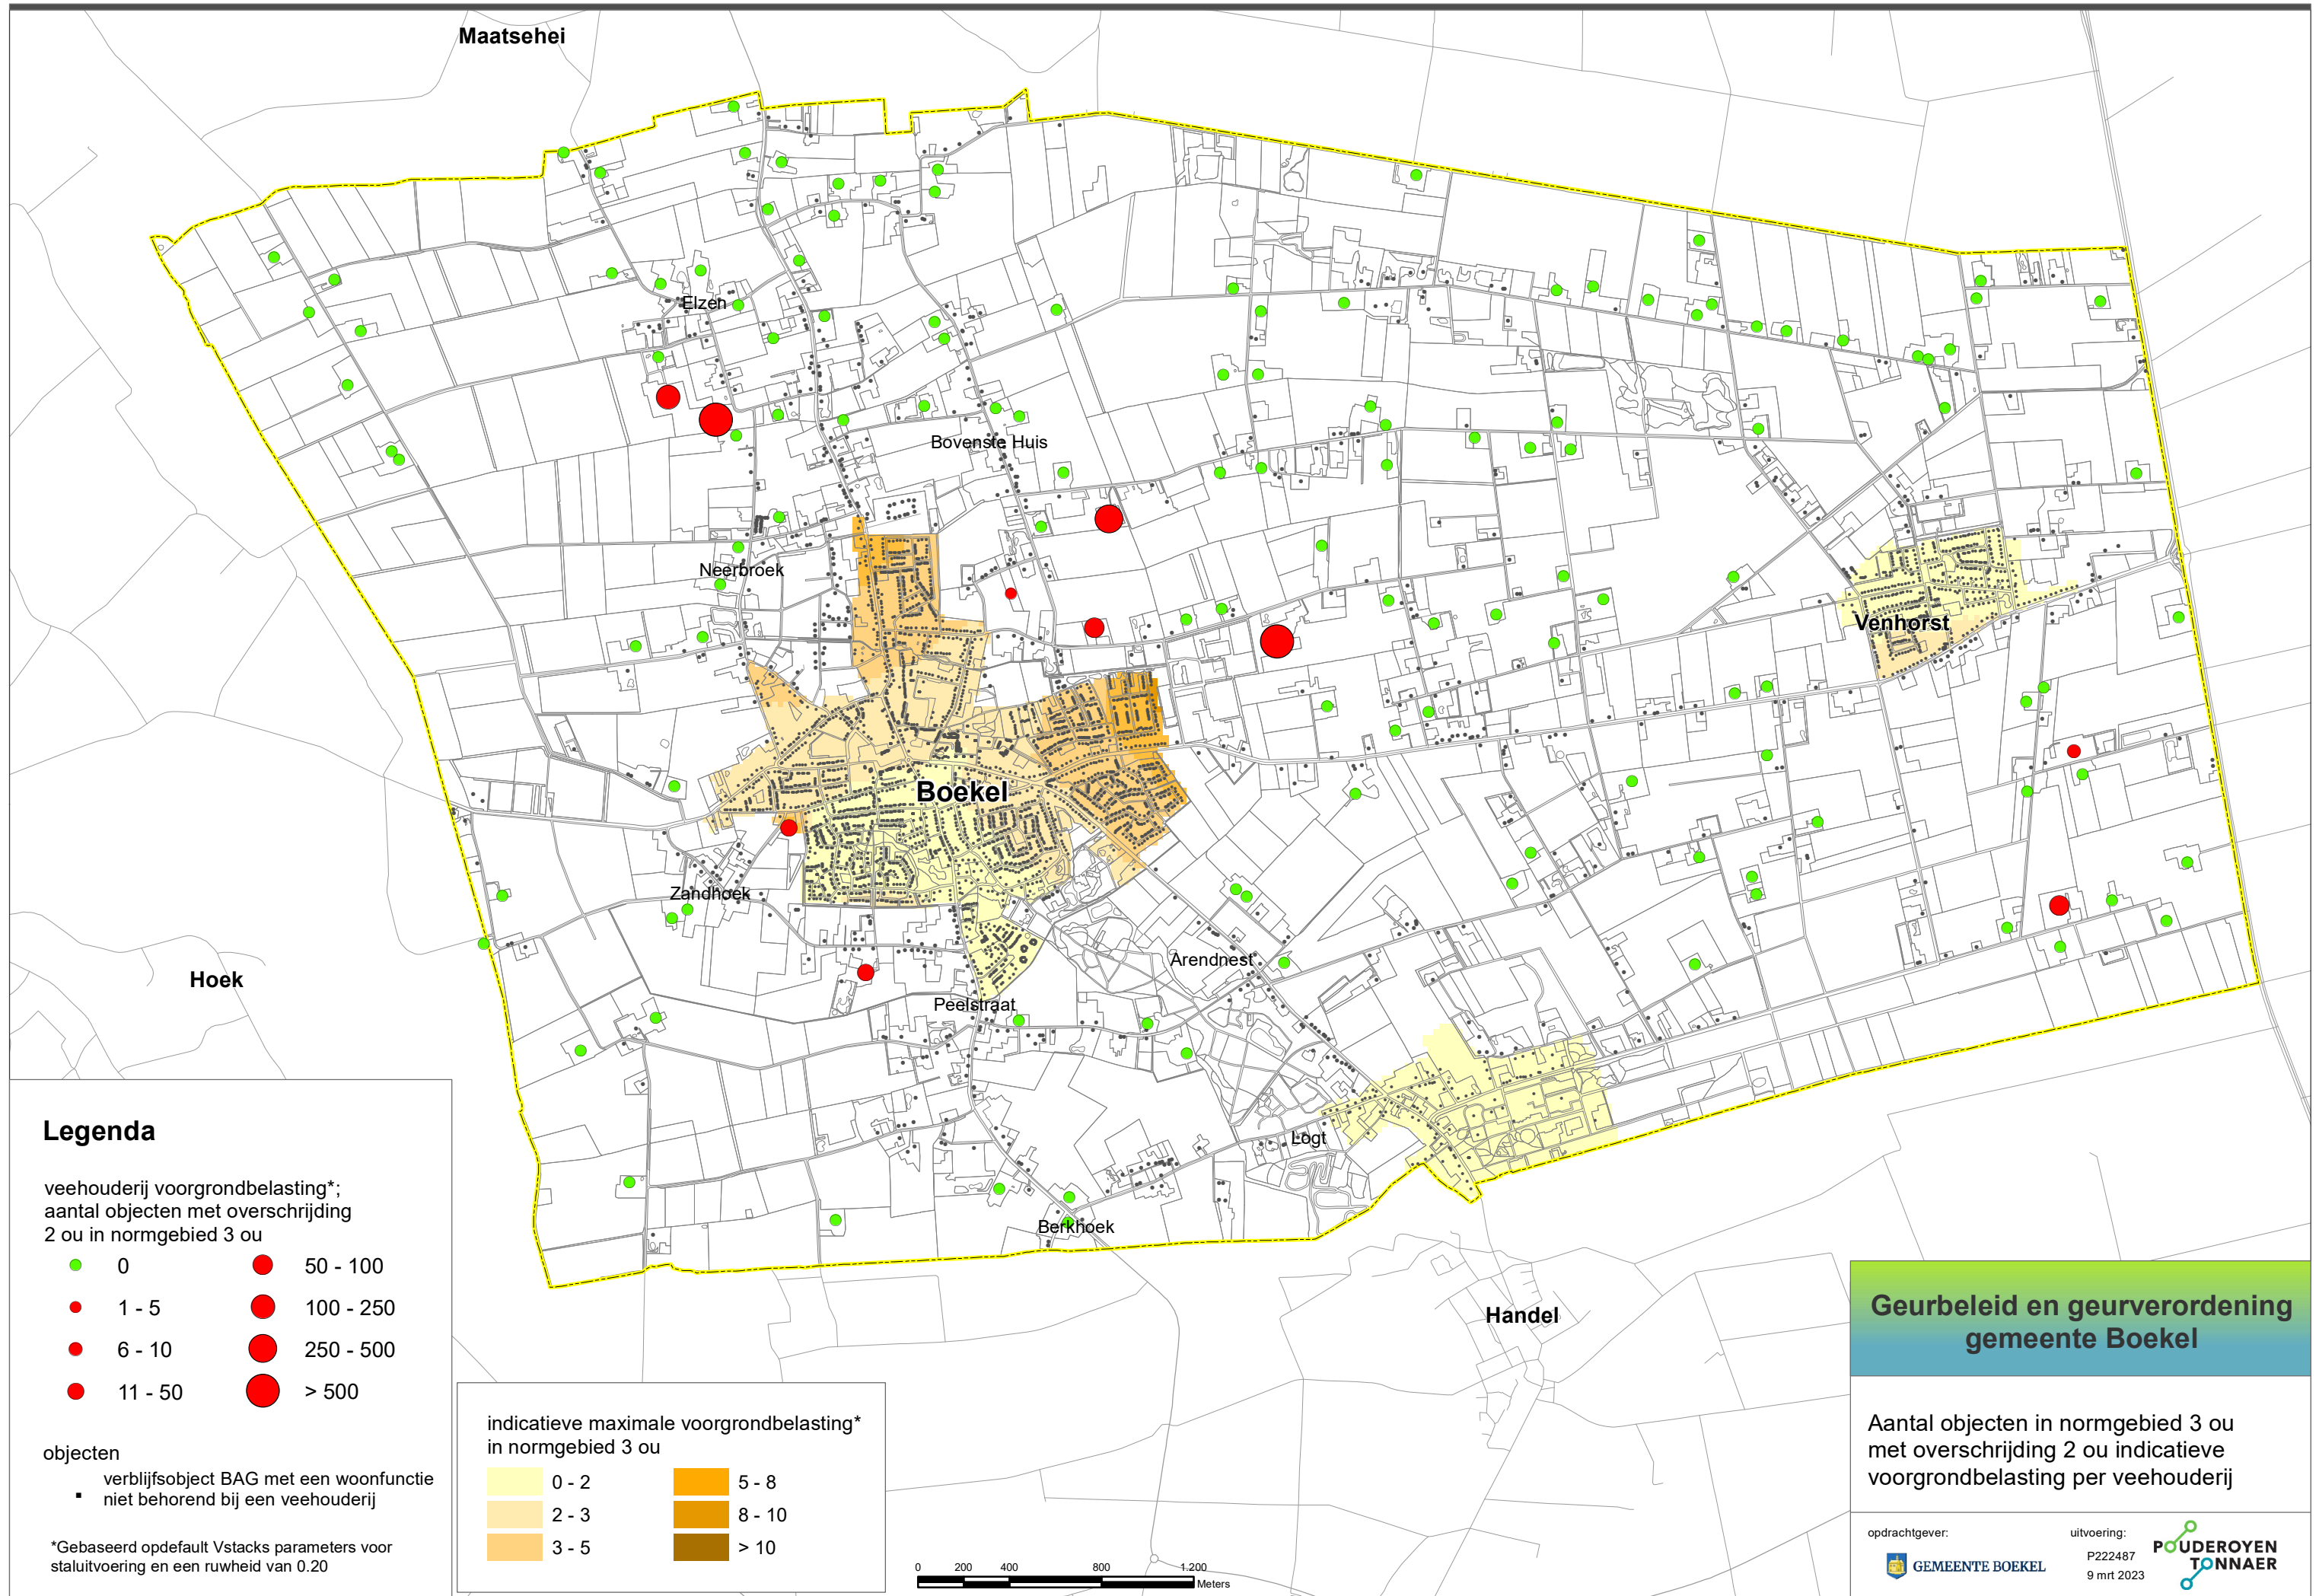 Maatsehei
Elzen
Bovenste Huis
Neerbroek
Venhorst
Boekel
Zandhoek
Hoek
Arendnest
Peelstraat
Logt
Berkhoek
Handel
Legenda
veehouderij voorgrondbelasting*;
aantal objecten met overschrijding
2 ou in normgebied 3 ou
0
1 - 5
6 - 10
11 - 50
50 - 100
100 - 250
250 - 500
> 500
objecten
verblijfsobject BAG met een woonfunctie
niet behorend bij een veehouderij
*Gebaseerd opdefault Vstacks parameters voor
staluitvoering en een ruwheid van 0.20
indicatieve maximale voorgrondbelasting*
in normgebied 3 ou
0 - 2
2 - 3
3 - 5
5 - 8
8 - 10
> 10
0 200 400 800 1.200
Meters
Geurbeleid en geurverordening
gemeente Boekel
Aantal objecten in normgebied 3 ou
met overschrijding 2 ou indicatieve
voorgrondbelasting per veehouderij
opdrachtgever:
GEMEENTE BOEKEL
uitvoering:
P222487
9 mrt 2023
POUDEROYEN
TONNAER